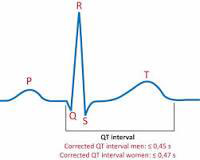 R
P
T
Q
S
QT interval
Corrected QT interval men: ≤ 0,45 s
Corrected QT interval women: ≤ 0,47 s